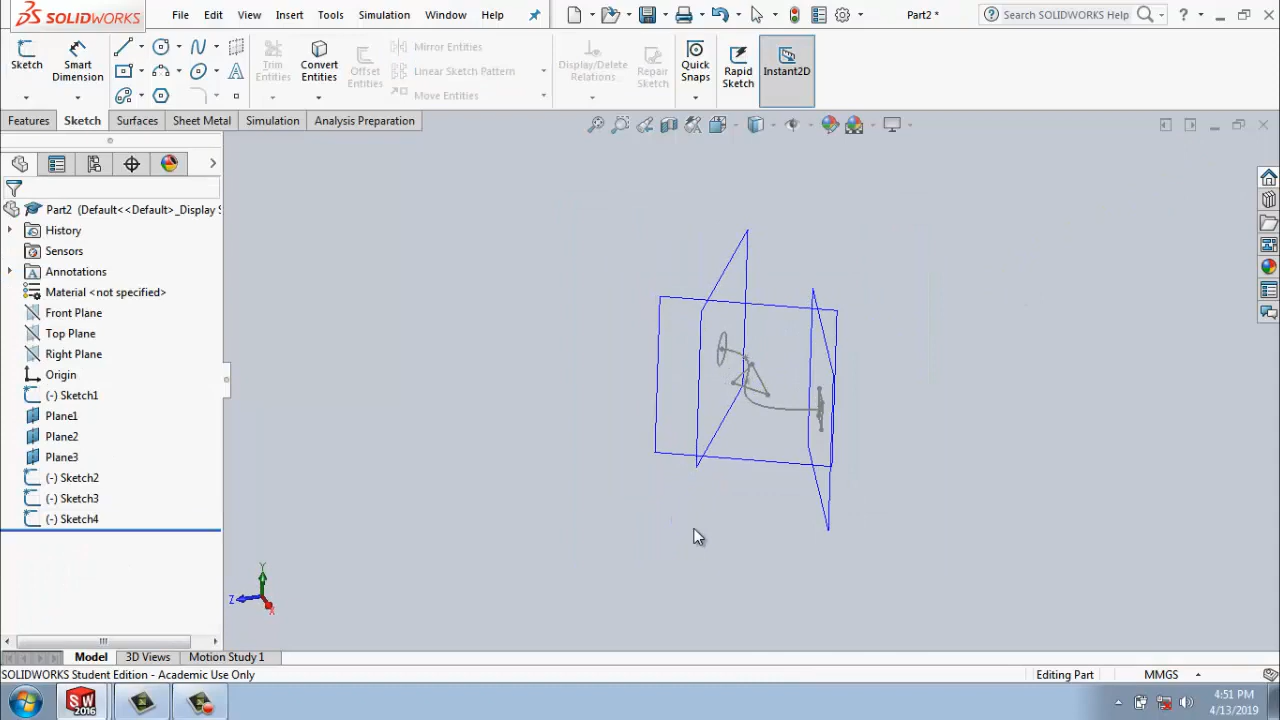 SOLIDWORKS File Edit View Insert Tools Simulation Window Help Part2 * Search SOLIDWORKS Help ?
Sketch Smart Dimension Trim Entities Convert Entities Offset Entities Mirror Entities Linear Sketch Pattern Move Entities Display/Delete Relations... Repair Sketch Quick Snaps Rapid Sketch Instant2D
Features Sketch Surfaces Sheet Metal Simulation Analysis Preparation
Part2 (Default<<Default>_Display S
History
Sensors
Annotations
Material <not specified>
Front Plane
Top Plane
Right Plane
Origin
(-) Sketch1
Plane1
Plane2
Plane3
(-) Sketch2
(-) Sketch3
(-) Sketch4
Y
Z
X
Model 3D Views Motion Study 1
SOLIDWORKS Student Edition - Academic Use Only Editing Part MMGS
SW 2016
4:51 PM
4/13/2019